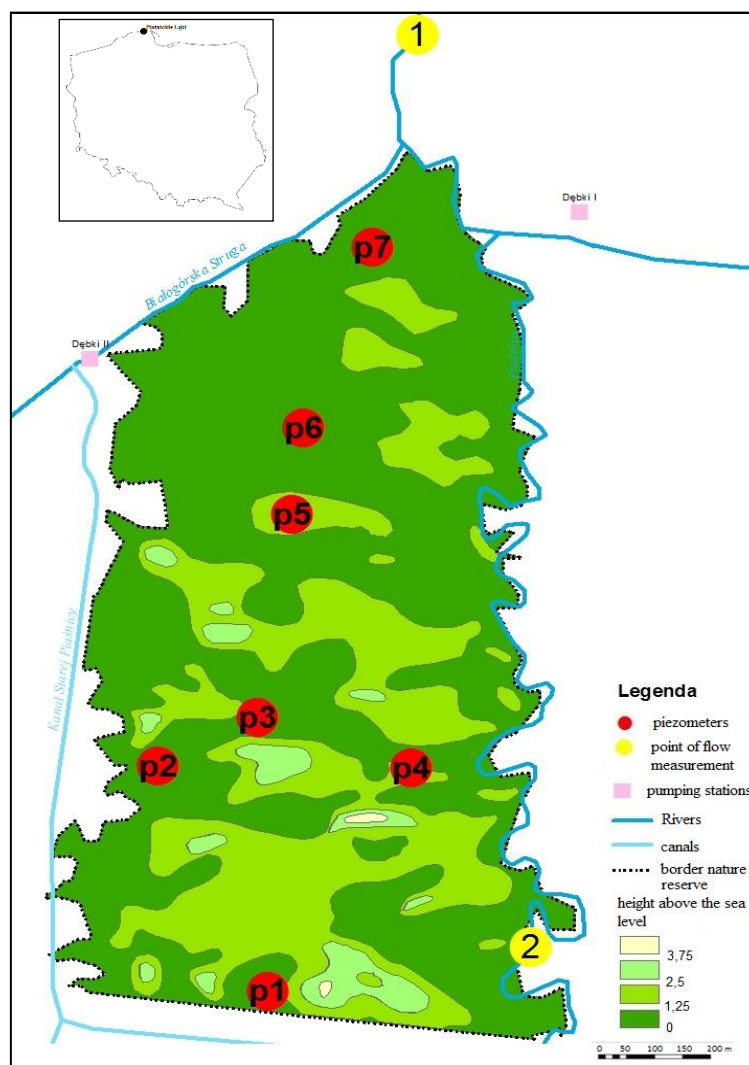 Piaśnickie Łąki
1
Dębki I
p7
Białogórska Struga
Dębki II
p6
p5
Kanał Starej Piaśnicy
p3
p2
p4
2
p1
Legenda
piezometers
point of flow
measurement
pumping stations
Rivers
canals
border nature
reserve
height above the sea
level
3,75
2,5
1,25
0
0 50 100 150 200 m